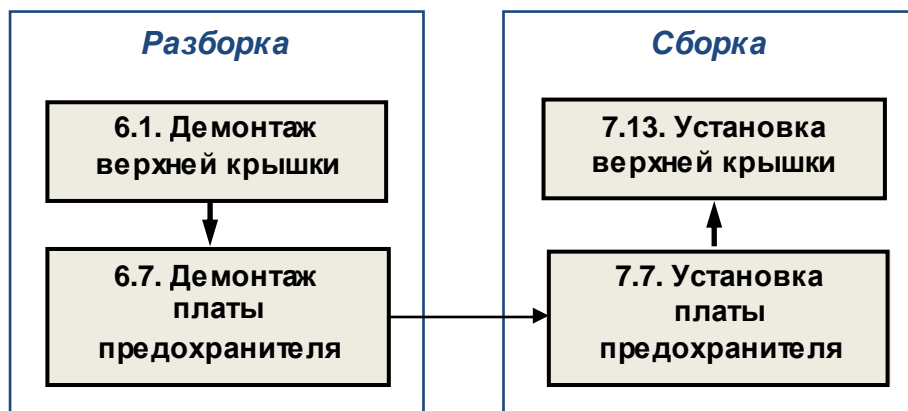 Разборка
6.1. Демонтаж
верхней крышки
6.7. Демонтаж
платы
предохранителя
Сборка
7.13. Установка
верхней крышки
7.7. Установка
платы
предохранителя